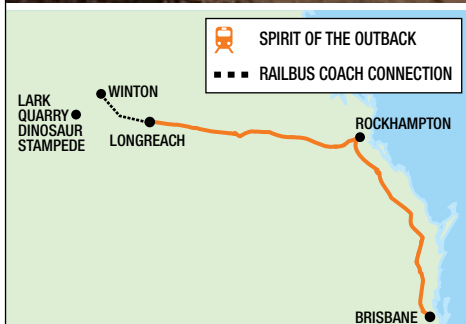 SPIRIT OF THE OUTBACK
RAILBUS COACH CONNECTION
WINTON
LARK
QUARRY
DINOSAUR
STAMPEDE
LONGREACH
ROCKHAMPTON
BRISBANE